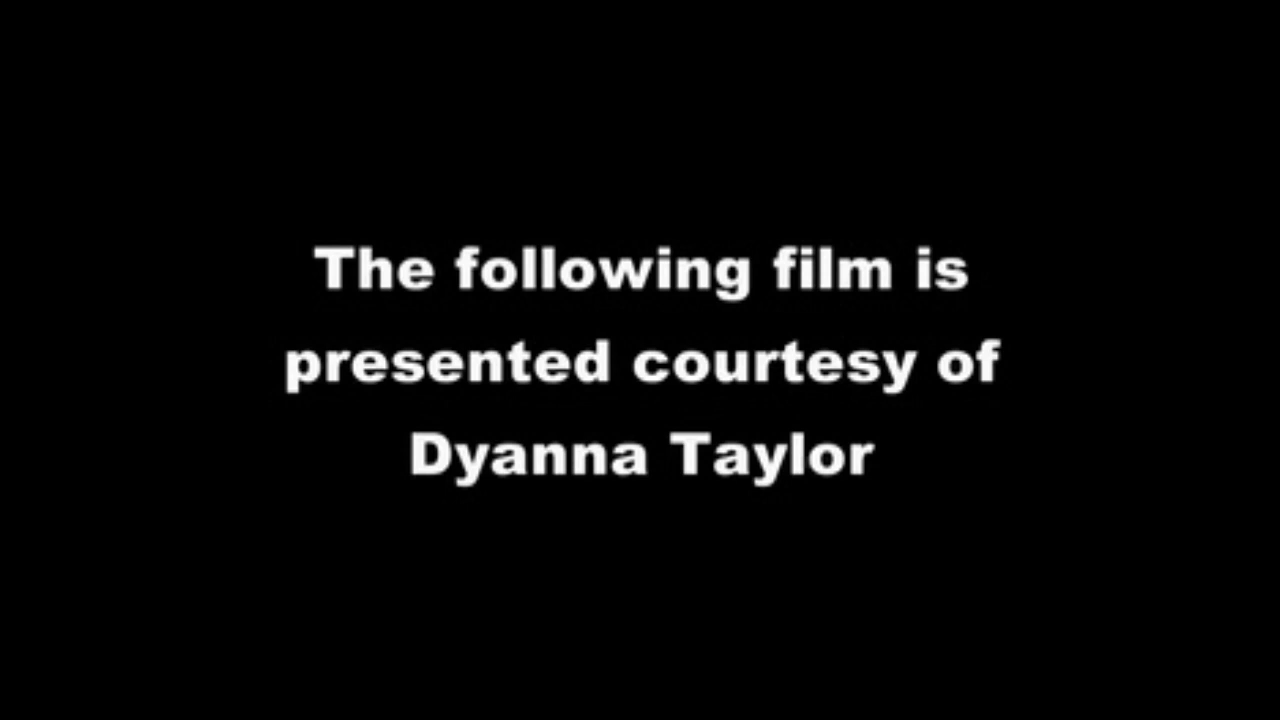 The following film is
presented courtesy of
Dyanna Taylor